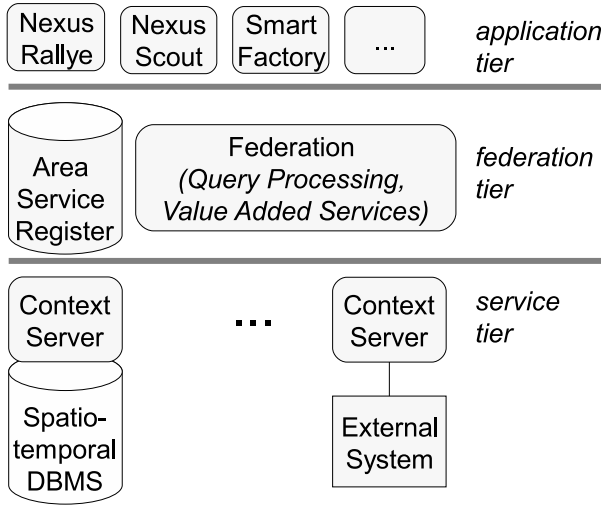 Nexus
Rallye
Nexus
Scout
Smart
Factory
...
application
tier
Area
Service
Register
Federation
(Query Processing,
Value Added Services)
federation
tier
Context
Server
...
Context
Server
service
tier
Spatio-
temporal
DBMS
External
System